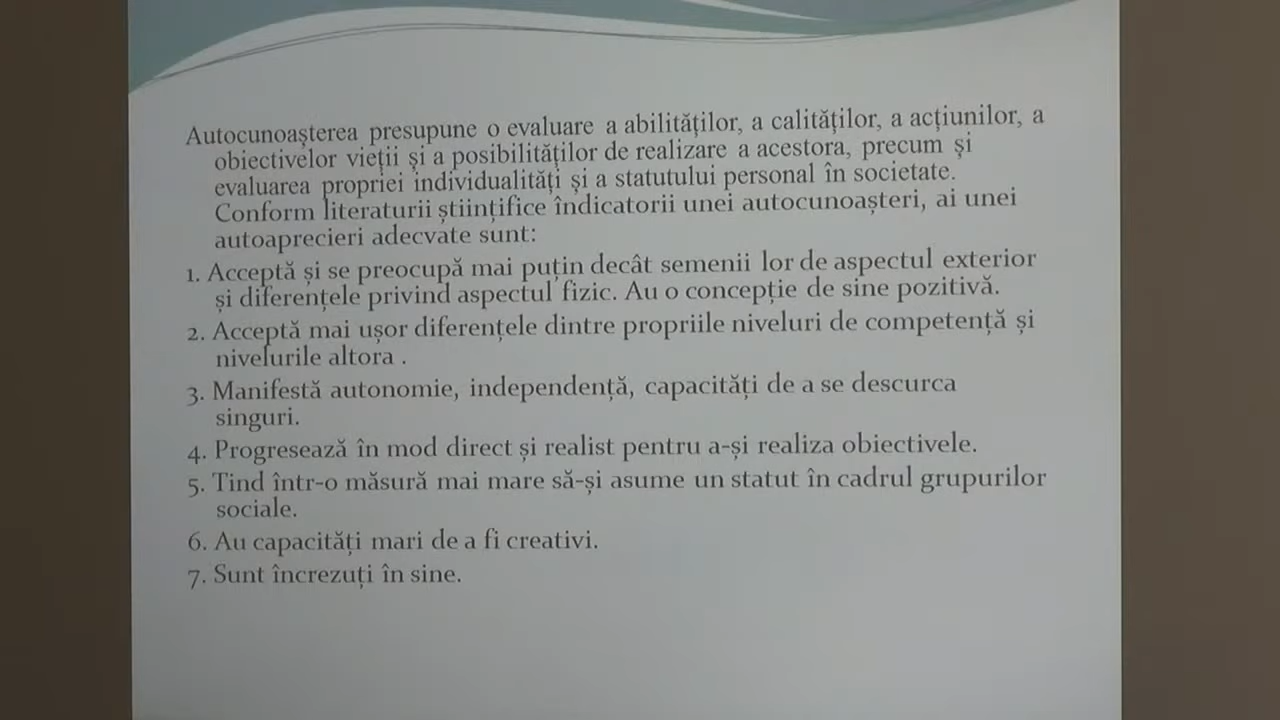 Autocunoașterea presupune o evaluare a abilităților, a calităților, a acțiunilor, a
obiectivelor vieții și a posibilităților de realizare a acestora, precum și
evaluarea propriei individualități și a statutului personal în societate.
Conform literaturii științifice îndicatorii unei autocunoașteri, ai unei
autoaprecieri adecvate sunt:
1. Acceptă și se preocupă mai puțin decât semenii lor de aspectul exterior
și diferențele privind aspectul fizic. Au o concepție de sine pozitivă.
2. Acceptă mai ușor diferențele dintre propriile niveluri de competență și
nivelurile altora .
3. Manifestă autonomie, independență, capacități de a se descurca
singuri.
4. Progresează în mod direct și realist pentru a-și realiza obiectivele.
5. Tind într-o măsură mai mare să-și asume un statut în cadrul grupurilor
sociale.
6. Au capacități mari de a fi creativi.
7. Sunt încrezuți în sine.